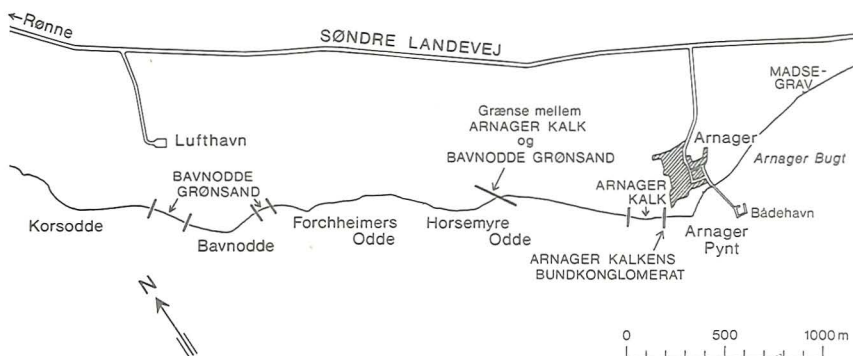 ←Rønne
SØNDRE LANDEVEJ
MADSE-
GRAV
Lufthavn
Grænse mellem
ARNAGER KALK
og
BAVNODDE GRØNSAND
Arnager
Arnager Bugt
BAVNODDE
GRØNSAND
ARNAGER
KALK
Bådehavn
Korsodde
Bavnodde
Forchheimers
Odde
Horsemyre
Odde
Arnager
Pynt
ARNAGER KALKENS
BUNDKONGLOMERAT
N
0 500 1000 m